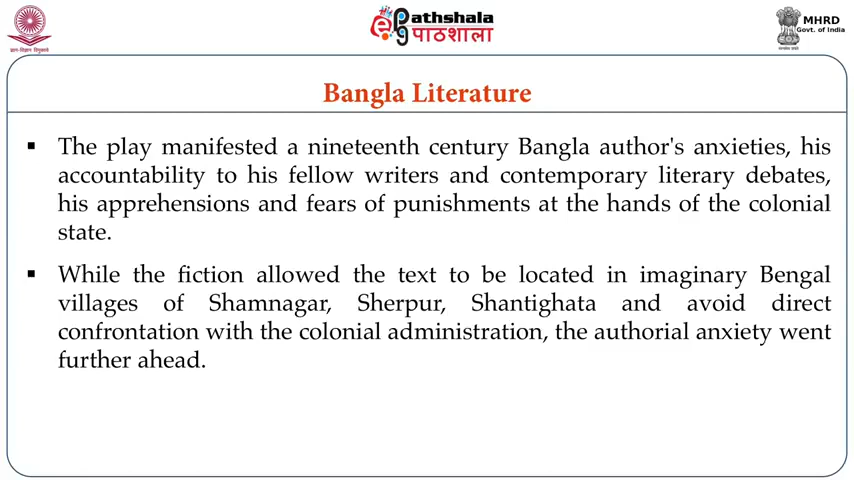 ePathshala
पाठशाला
MHRD
Govt. of India
Bangla Literature
▪ The play manifested a nineteenth century Bangla author's anxieties, his
accountability to his fellow writers and contemporary literary debates,
his apprehensions and fears of punishments at the hands of the colonial
state.
▪ While the fiction allowed the text to be located in imaginary Bengal
villages of Shamnagar, Sherpur, Shantighata and avoid direct
confrontation with the colonial administration, the authorial anxiety went
further ahead.